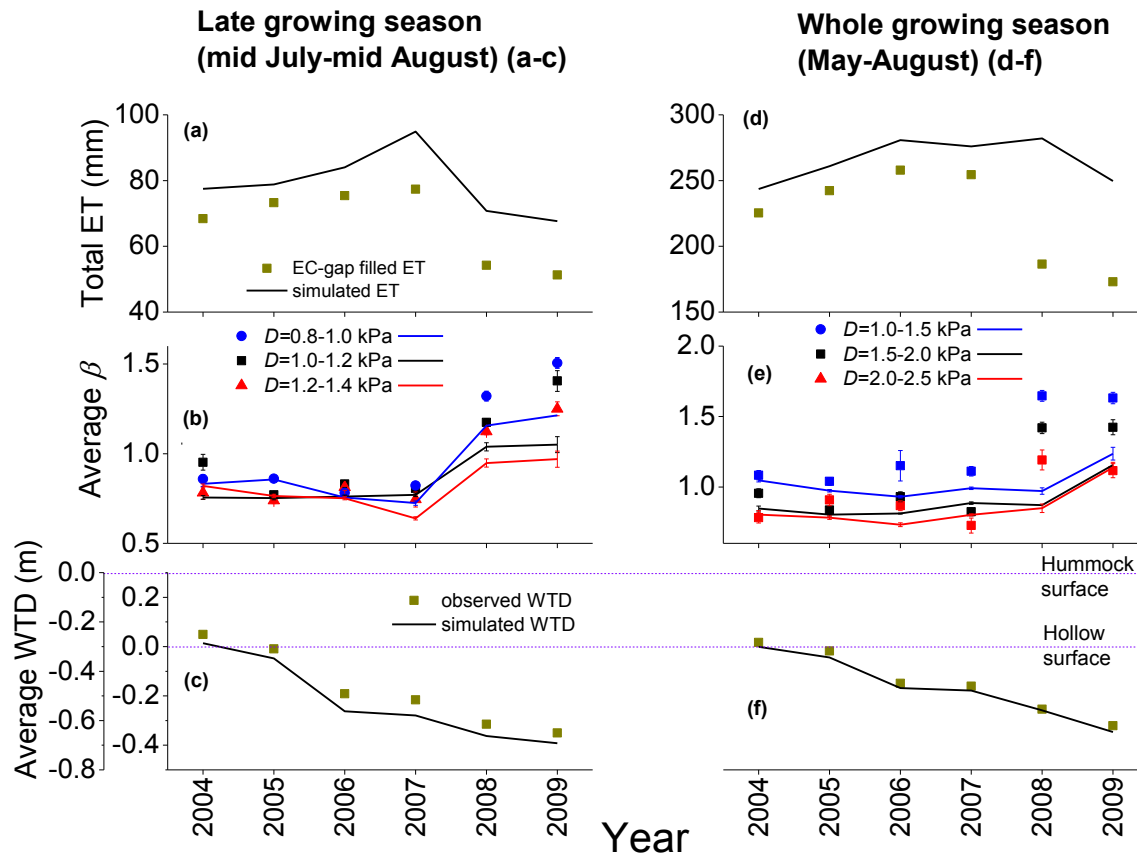 Late growing season
(mid July-mid August) (a-c)
Whole growing season
(May-August) (d-f)
Total ET (mm)
100
80
60
40
(a)
EC-gap filled ET
simulated ET
300
250
200
150
(d)
Average β
1.5
1.0
0.5
D=0.8-1.0 kPa
D=1.0-1.2 kPa
D=1.2-1.4 kPa
(b)
2.0
1.5
1.0
D=1.0-1.5 kPa
D=1.5-2.0 kPa
D=2.0-2.5 kPa
(e)
Average WTD (m)
0.0
-0.2
-0.4
-0.6
-0.8
0.2
0.0
-0.2
-0.4
observed WTD
simulated WTD
(c)
Hummock
surface
Hollow
surface
(f)
2004
2005
2006
2007
2008
2009
2004
2005
2006
2007
2008
2009
Year